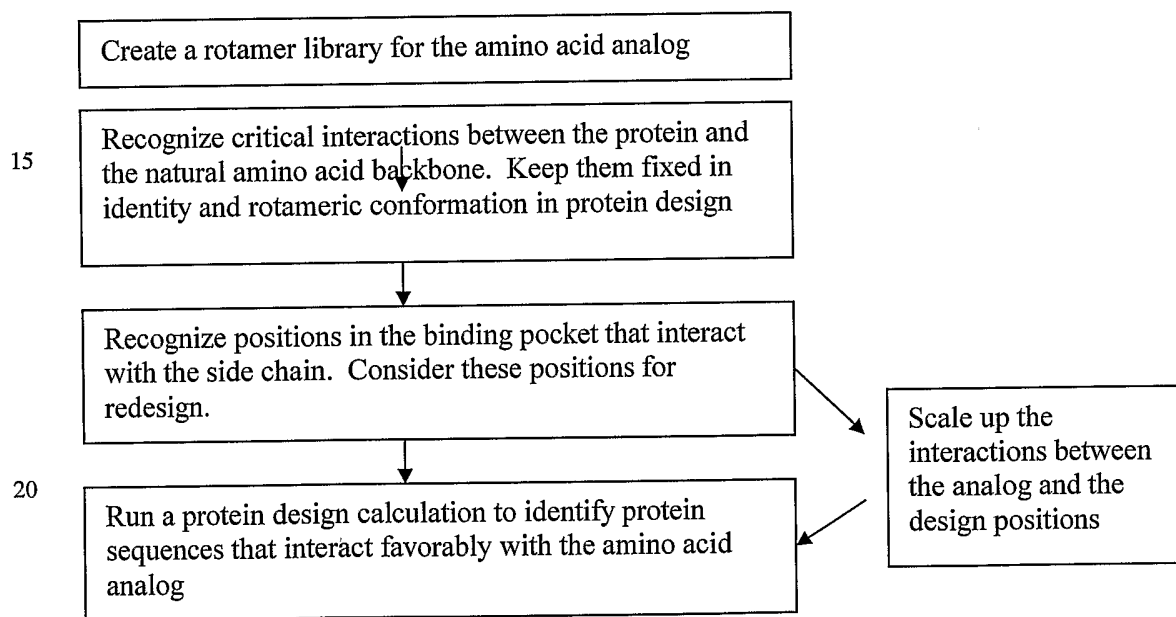 Create a rotamer library for the amino acid analog
15
Recognize critical interactions between the protein and
the natural amino acid backbone. Keep them fixed in
identity and rotameric conformation in protein design
Recognize positions in the binding pocket that interact
with the side chain. Consider these positions for
redesign.
Scale up the
interactions between
the analog and the
design positions
20
Run a protein design calculation to identify protein
sequences that interact favorably with the amino acid
analog